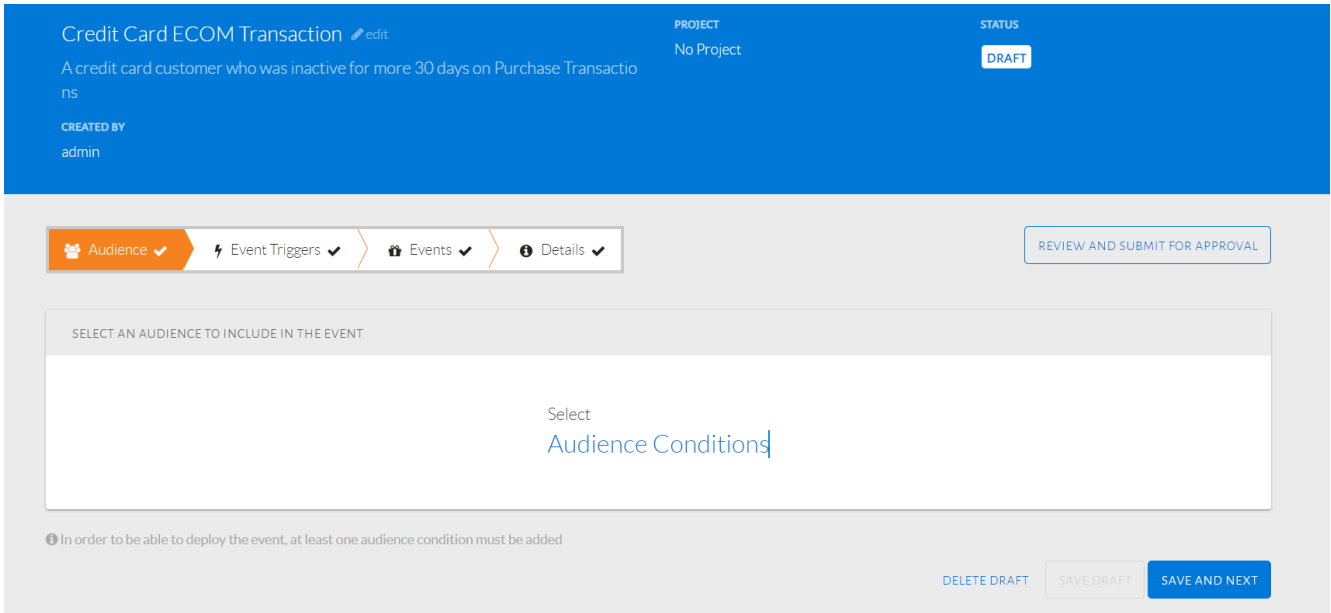 Credit Card ECOM Transaction edit
A credit card customer who was inactive for more 30 days on Purchase Transactio
ns
CREATED BY
admin
PROJECT
No Project
STATUS
DRAFT
Audience Event Triggers Events Details
REVIEW AND SUBMIT FOR APPROVAL
SELECT AN AUDIENCE TO INCLUDE IN THE EVENT
Select
Audience Conditions
In order to be able to deploy the event, at least one audience condition must be added
DELETE DRAFT SAVE DRAFT SAVE AND NEXT